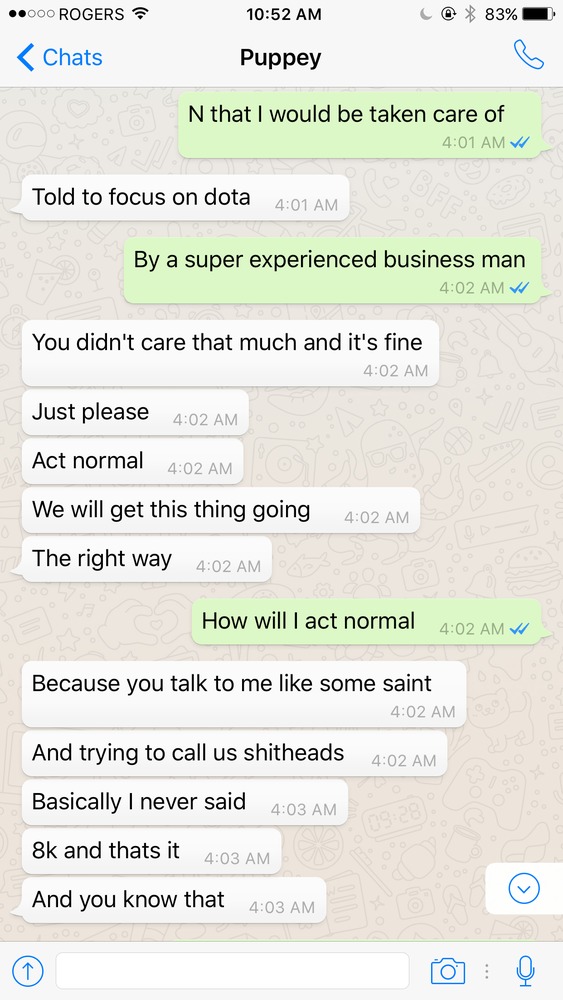 ROGERS 10:52 AM 83%
Chats Puppey
N that I would be taken care of
4:01 AM
Told to focus on dota 4:01 AM
By a super experienced business man
4:02 AM
You didn't care that much and it's fine
4:02 AM
Just please 4:02 AM
Act normal 4:02 AM
We will get this thing going 4:02 AM
The right way 4:02 AM
How will I act normal 4:02 AM
Because you talk to me like some saint
4:02 AM
And trying to call us shitheads 4:02 AM
Basically I never said 4:03 AM
8k and thats it 4:03 AM
And you know that 4:03 AM